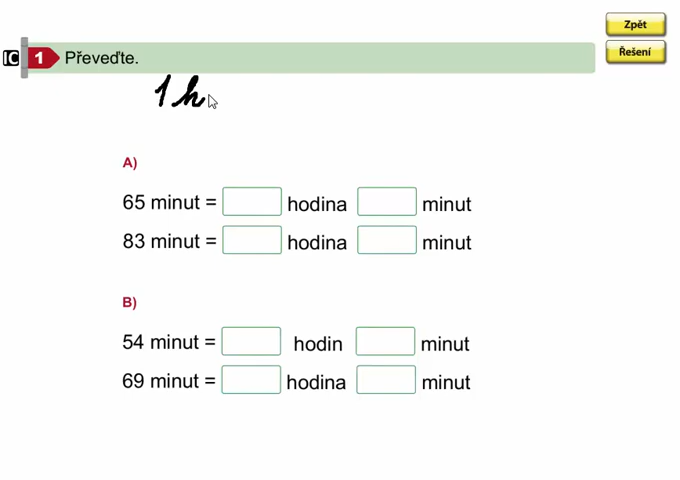 Zpět
IC 1 Převeďte.
Řešení
1 h
A)
65 minut = hodina minut
83 minut = hodina minut
B)
54 minut = hodin minut
69 minut = hodina minut